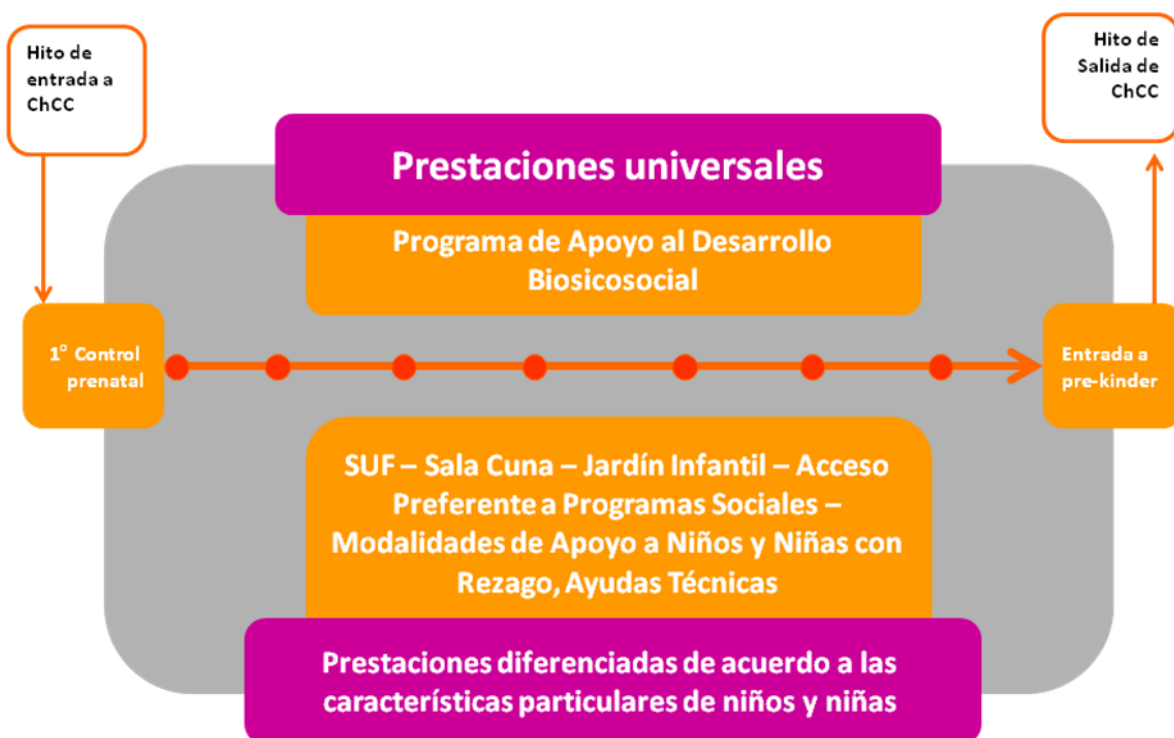 Hito de
entrada a
ChCC
Hito de
Salida de
ChCC
Prestaciones universales
Programa de Apoyo al Desarrollo
Biosicosocial
1° Control
prenatal
Entrada a
pre-kinder
SUF – Sala Cuna – Jardín Infantil – Acceso
Preferente a Programas Sociales –
Modalidades de Apoyo a Niños y Niñas con
Rezago, Ayudas Técnicas
Prestaciones diferenciadas de acuerdo a las
características particulares de niños y niñas